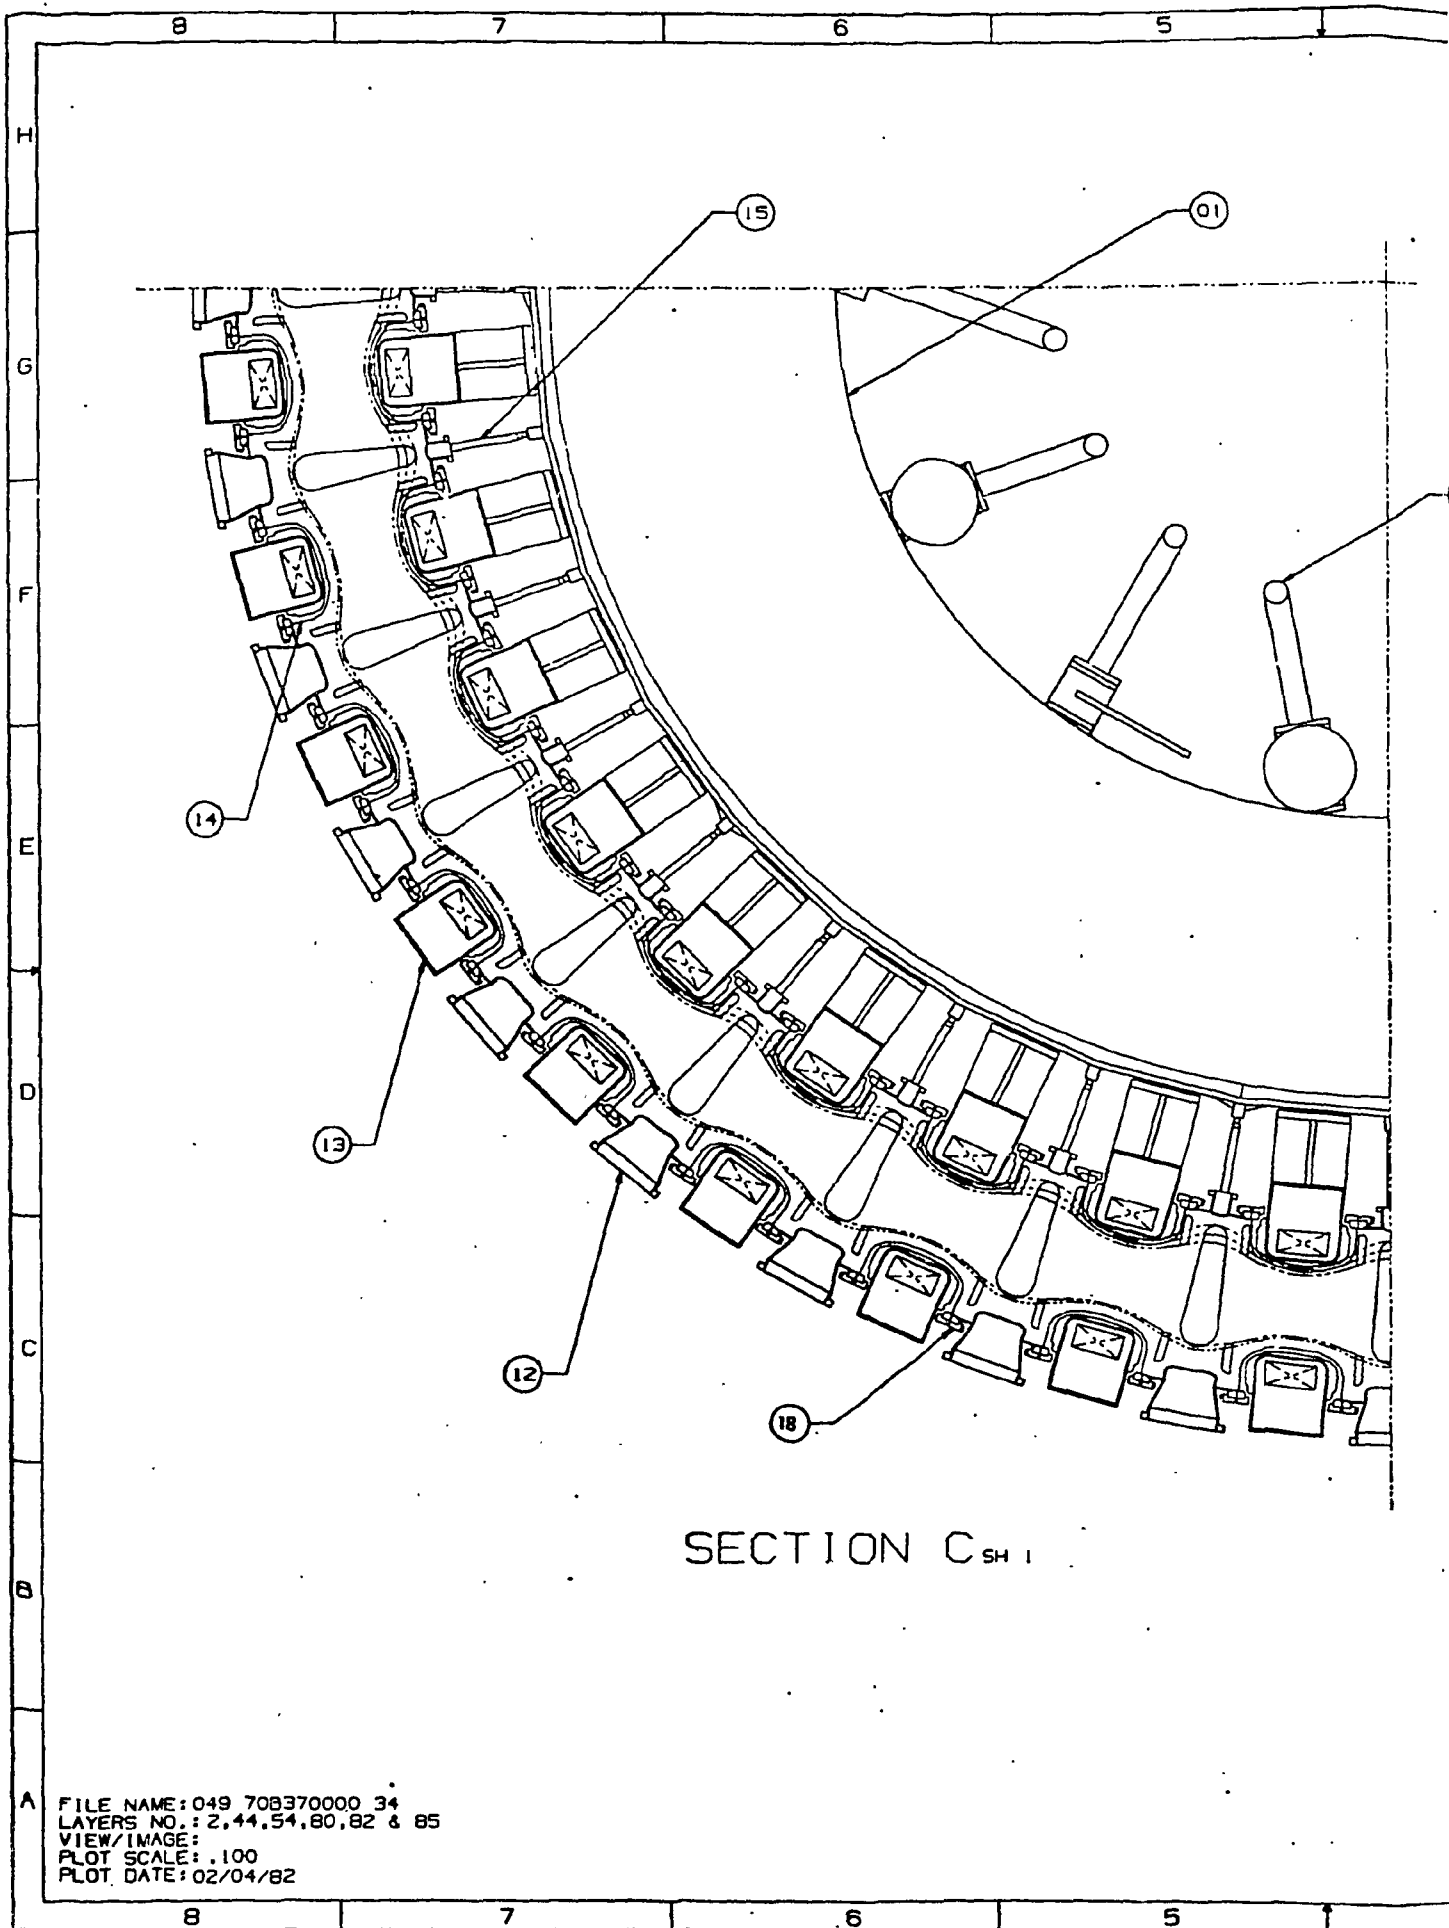 8 7 6 5
H
15 01
G
F
14
E
13
D
12
C
18
SECTION C SH 1
B
A
FILE NAME: 049 708370000 34
LAYERS NO.: 2,44,54,80,82 & 85
VIEW/IMAGE:
PLOT SCALE: .100
PLOT DATE: 02/04/82
8 7 6 5